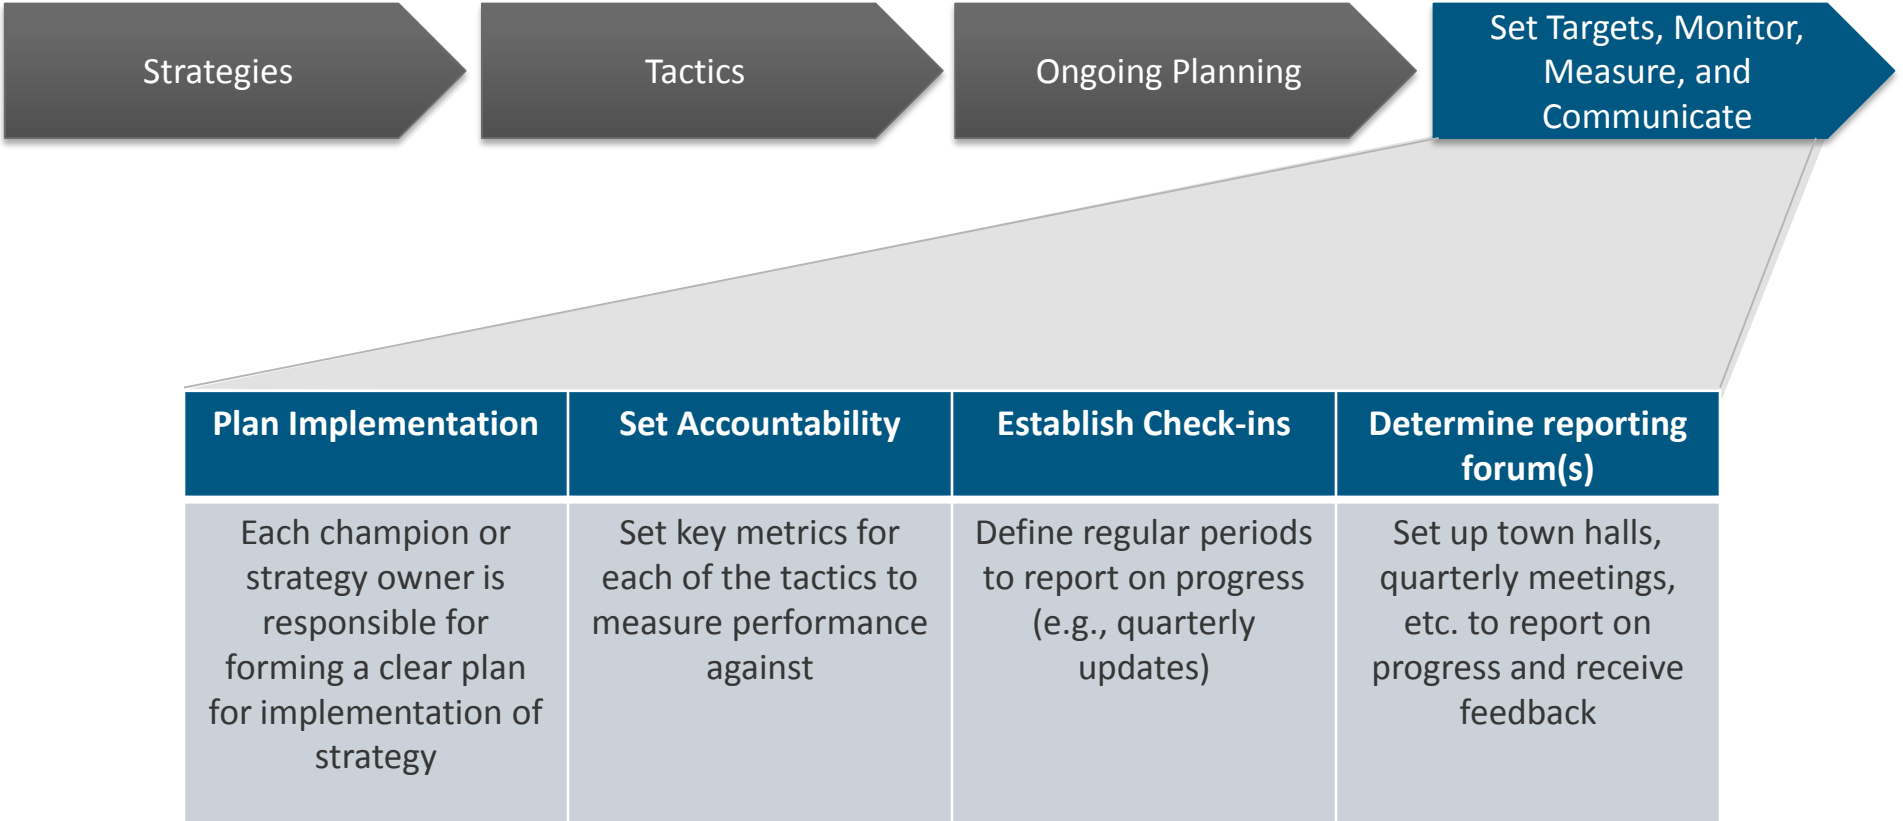 Strategies
Tactics
Ongoing Planning
Set Targets, Monitor,
Measure, and
Communicate
Plan Implementation
Set Accountability
Establish Check-ins
Determine reporting
forum(s)
Each champion or
strategy owner is
responsible for
forming a clear plan
for implementation of
strategy
Set key metrics for
each of the tactics to
measure performance
against
Define regular periods
to report on progress
(e.g., quarterly
updates)
Set up town halls,
quarterly meetings,
etc. to report on
progress and receive
feedback